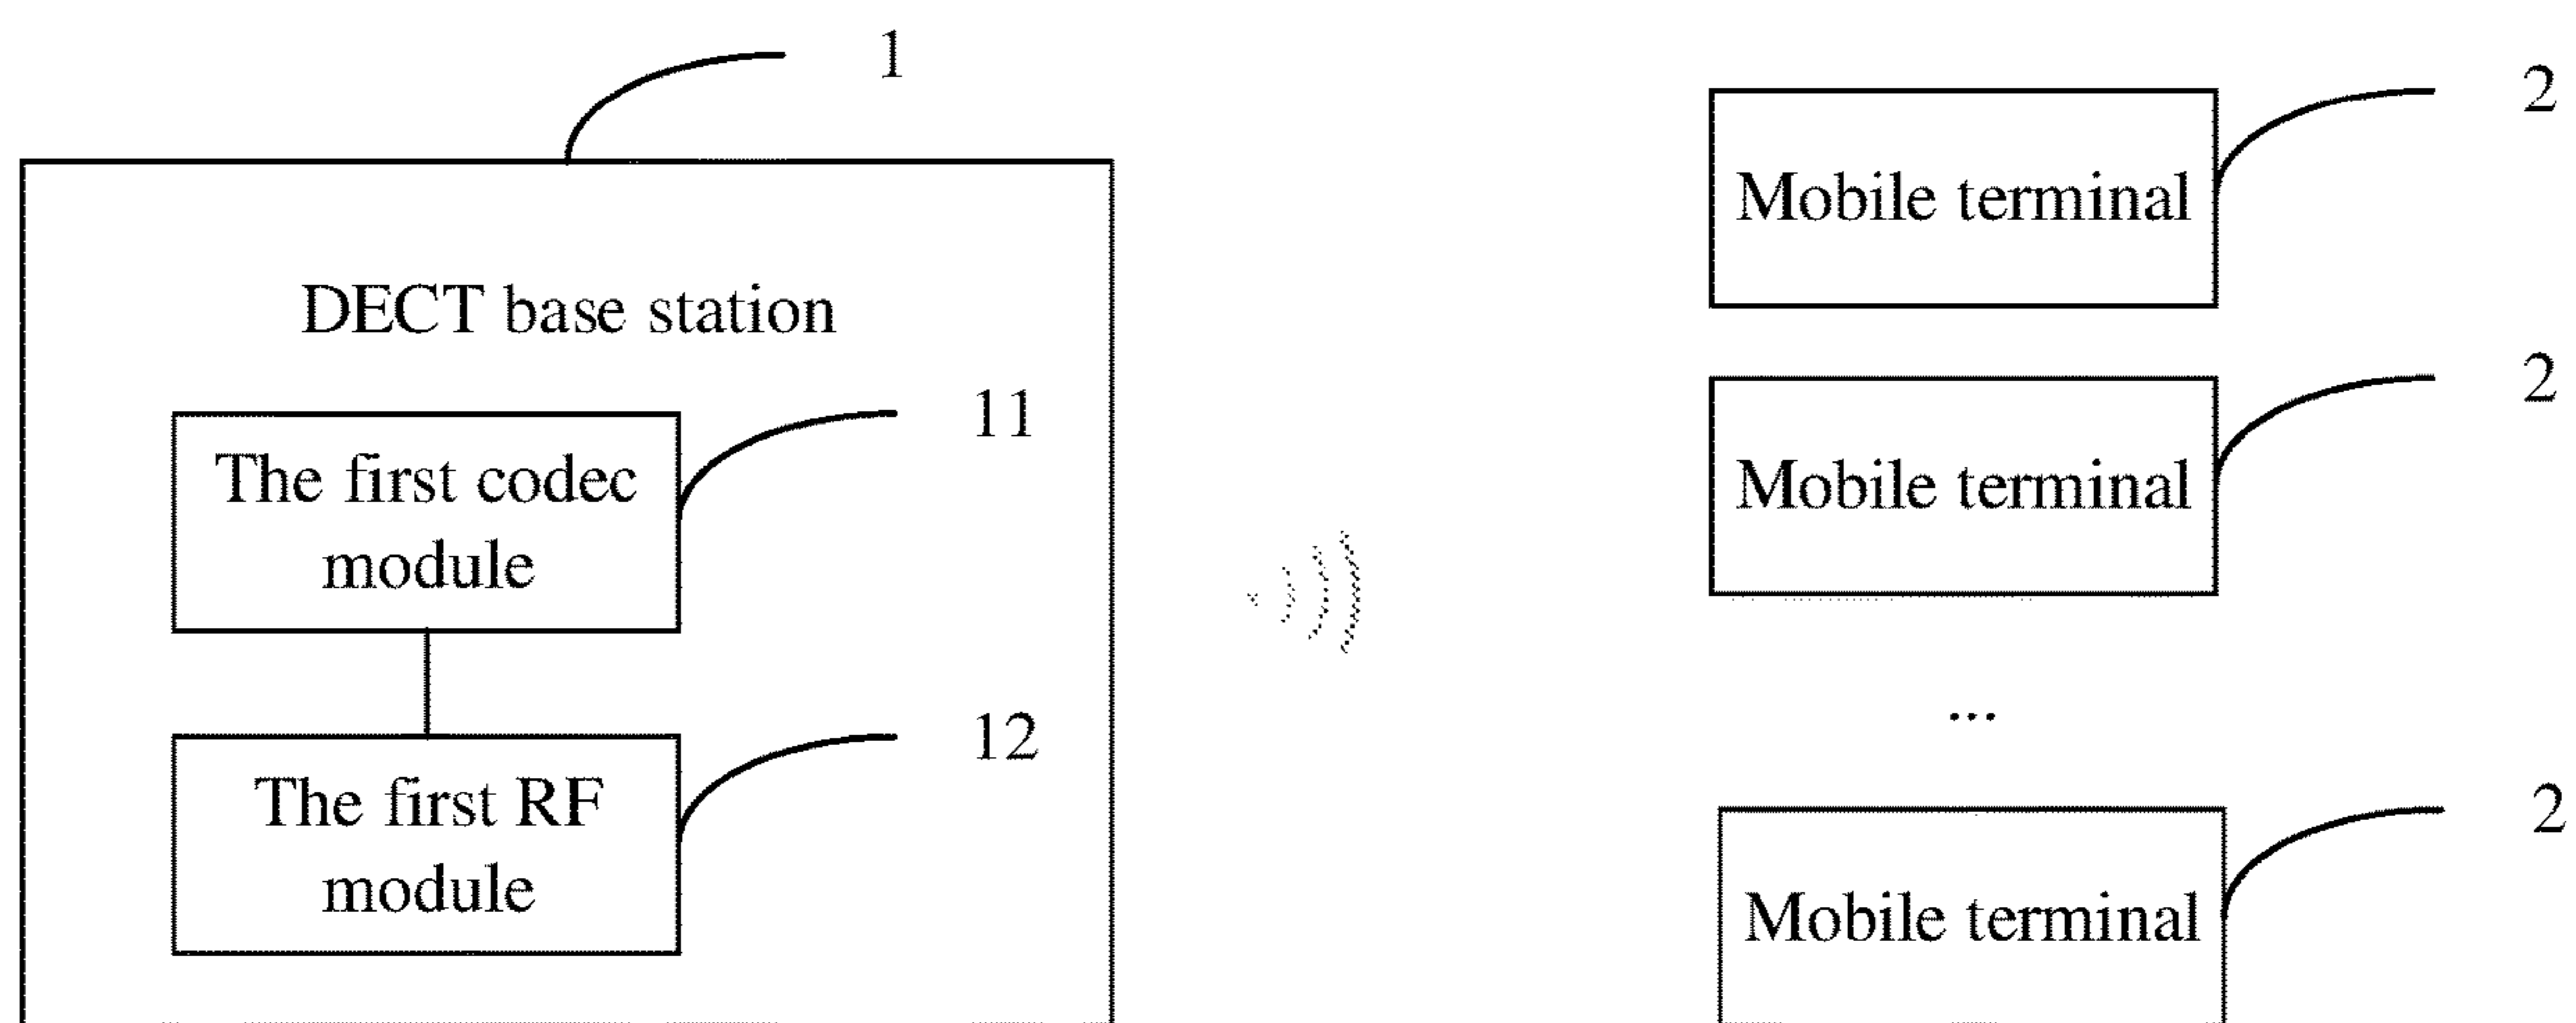 1
DECT base station
The first codec
module
11
The first RF
module
12
Mobile terminal
2
Mobile terminal
2
...
Mobile terminal
2